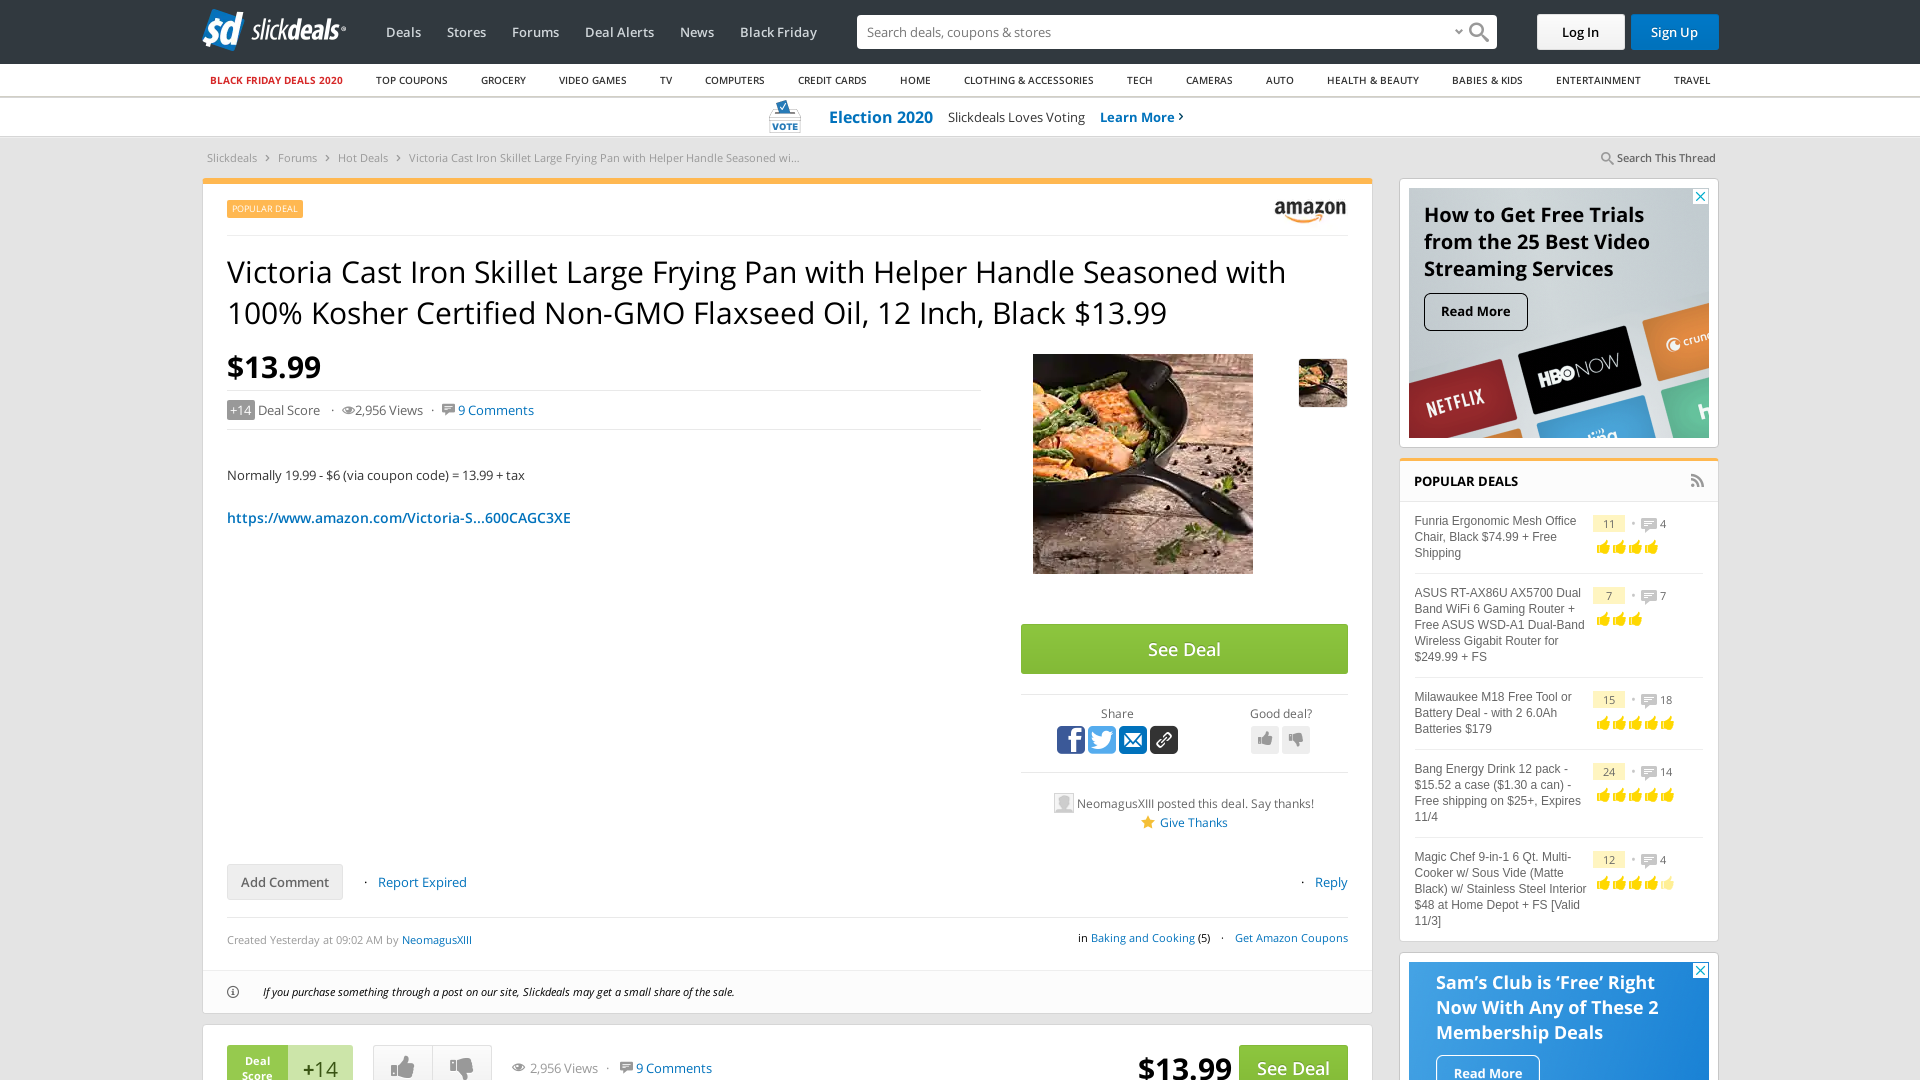 sd slickdeals
Deals Stores Forums Deal Alerts News Black Friday
Search deals, coupons & stores
Log In Sign Up
BLACK FRIDAY DEALS 2020 TOP COUPONS GROCERY VIDEO GAMES TV COMPUTERS CREDIT CARDS HOME CLOTHING & ACCESSORIES TECH CAMERAS AUTO HEALTH & BEAUTY BABIES & KIDS ENTERTAINMENT TRAVEL
VOTE Election 2020 Slickdeals Loves Voting Learn More
Slickdeals Forums Hot Deals Victoria Cast Iron Skillet Large Frying Pan with Helper Handle Seasoned wi...
Search This Thread
POPULAR DEAL
amazon
Victoria Cast Iron Skillet Large Frying Pan with Helper Handle Seasoned with
100% Kosher Certified Non-GMO Flaxseed Oil, 12 Inch, Black $13.99
$13.99
+14 Deal Score · 2,956 Views · 9 Comments
Normally 19.99 - $6 (via coupon code) = 13.99 + tax
https://www.amazon.com/Victoria-S...600CAGC3XE
See Deal
Share
Good deal?
NeomagusXIII posted this deal. Say thanks!
Give Thanks
Add Comment · Report Expired
· Reply
Created Yesterday at 09:02 AM by NeomagusXIII
in Baking and Cooking (5) · Get Amazon Coupons
If you purchase something through a post on our site, Slickdeals may get a small share of the sale.
Deal
Score
+14
2,956 Views · 9 Comments
$13.99
See Deal
How to Get Free Trials
from the 25 Best Video
Streaming Services
Read More
NETFLIX
HBO NOW
crun
POPULAR DEALS
Funria Ergonomic Mesh Office
Chair, Black $74.99 + Free
Shipping
11 • 4
ASUS RT-AX86U AX5700 Dual
Band WiFi 6 Gaming Router +
Free ASUS WSD-A1 Dual-Band
Wireless Gigabit Router for
$249.99 + FS
7 • 7
Milawaukee M18 Free Tool or
Battery Deal - with 2 6.0Ah
Batteries $179
15 • 18
Bang Energy Drink 12 pack -
$15.52 a case ($1.30 a can) -
Free shipping on $25+, Expires
11/4
24 • 14
Magic Chef 9-in-1 6 Qt. Multi-
Cooker w/ Sous Vide (Matte
Black) w/ Stainless Steel Interior
$48 at Home Depot + FS [Valid
11/3]
12 • 4
Sam's Club is 'Free' Right
Now With Any of These 2
Membership Deals
Read More